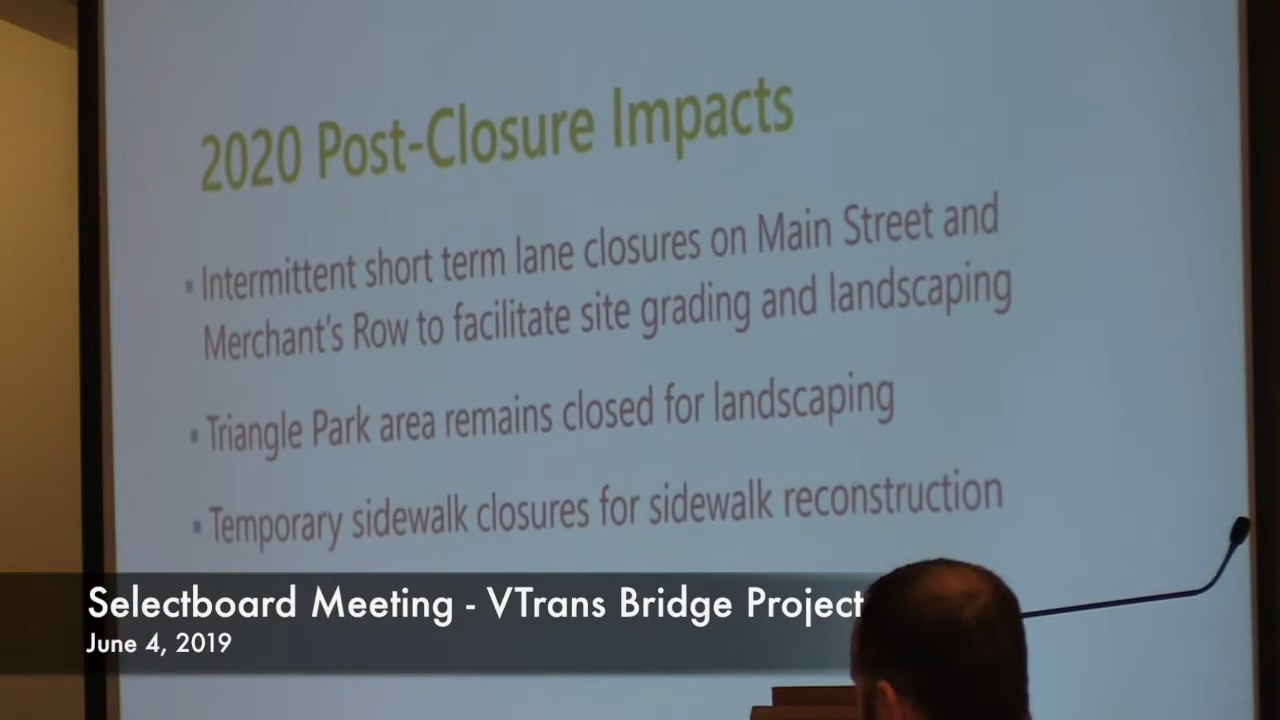 2020 Post-Closure Impacts
▪ Intermittent short term lane closures on Main Street and
Merchant's Row to facilitate site grading and landscaping
▪ Triangle Park area remains closed for landscaping
▪ Temporary sidewalk closures for sidewalk reconstruction
Selectboard Meeting - VTrans Bridge Project
June 4, 2019